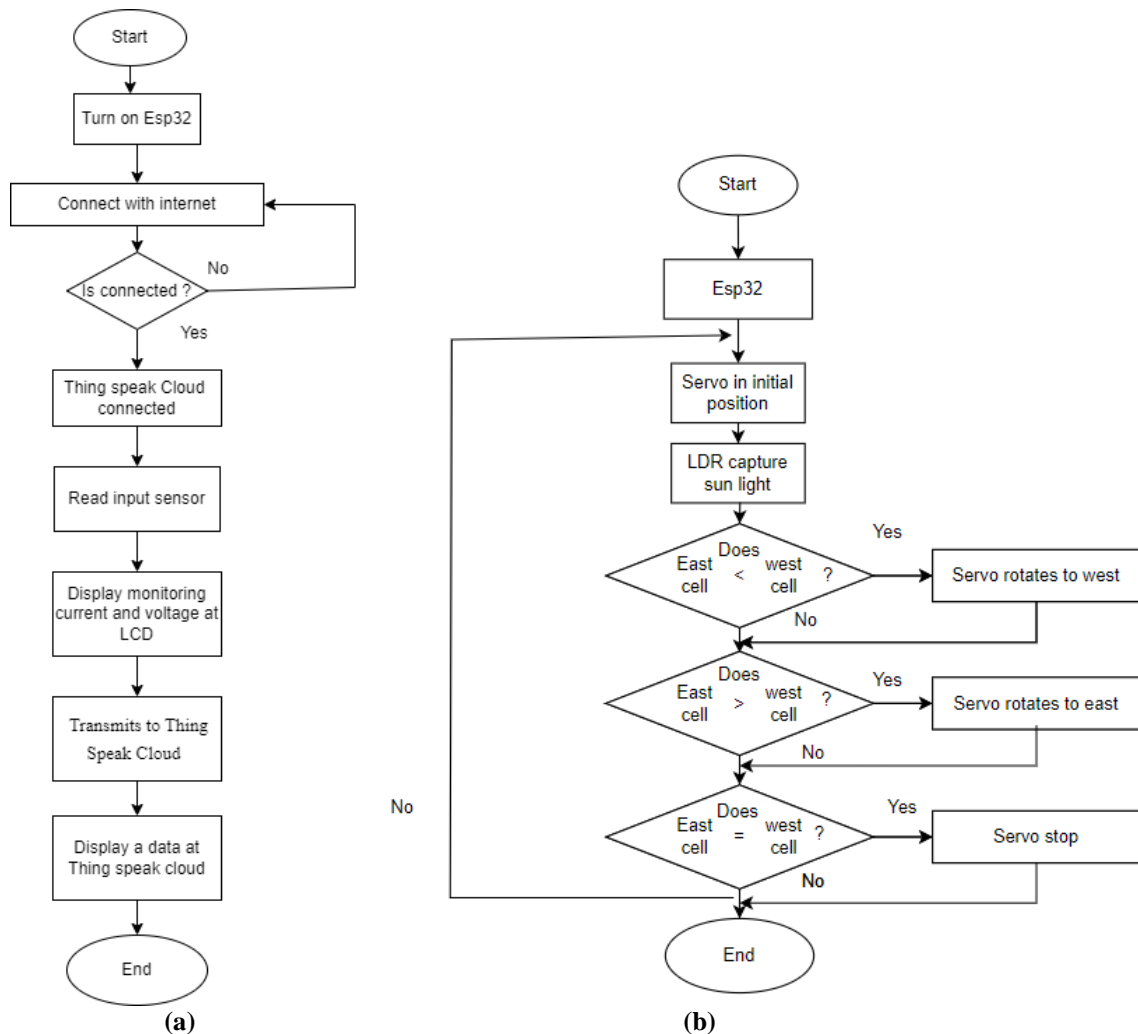 Start
Turn on Esp32
Connect with internet
No
Is connected ?
Yes
Thing speak Cloud
connected
Read input sensor
Display monitoring
current and voltage at
LCD
Transmits to Thing
Speak Cloud
Display a data at
Thing speak cloud
End
(a)
Start
Esp32
Servo in initial
position
LDR capture
sun light
Does
East < west ?
cell cell
Yes
Servo rotates to west
No
Does
East > west ?
cell cell
Yes
Servo rotates to east
No
Does
East = west ?
cell cell
Yes
Servo stop
No
No
End
(b)